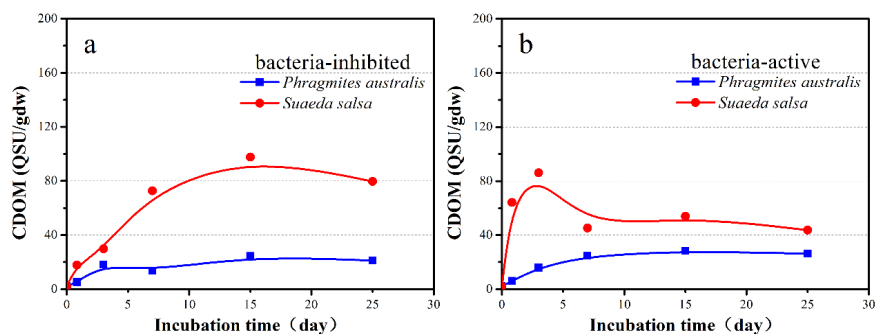 a
bacteria-inhibited
Phragmites australis
Suaeda salsa
CDOM (QSU/gdw)
200
160
120
80
40
0
0 5 10 15 20 25 30
Incubation time（day）
b
bacteria-active
Phragmites australis
Suaeda salsa
CDOM (QSU/gdw)
200
160
120
80
40
0
0 5 10 15 20 25 30
Incubation time（day）